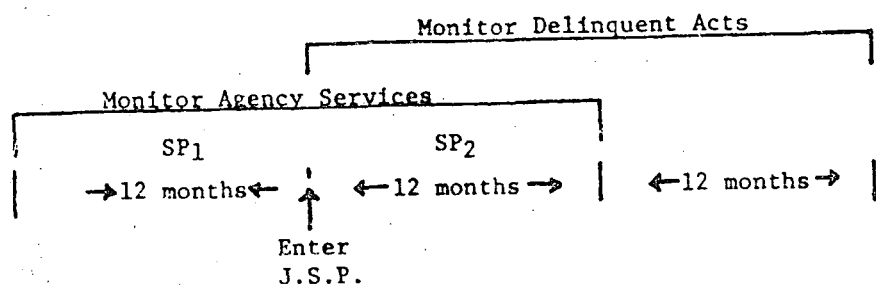 Monitor Delinquent Acts
Monitor Agency Services
SP1 SP2
→12 months← ←12 months→ ←12 months→
Enter
J.S.P.